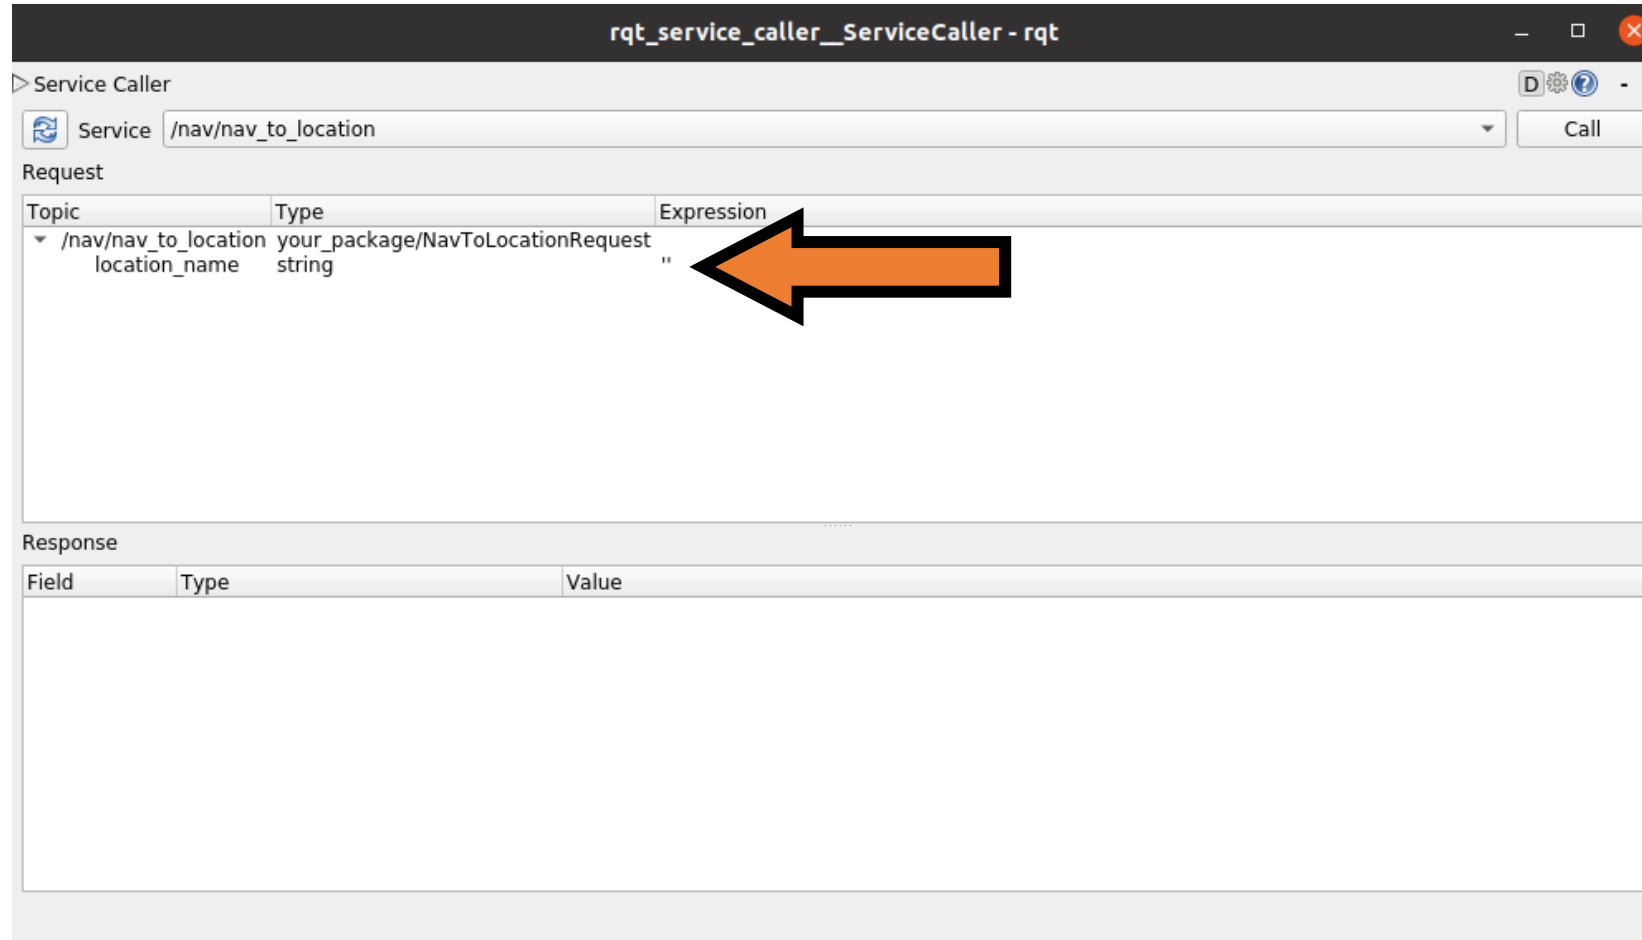 rqt_service_caller__ServiceCaller - rqt
Service Caller D ? -
Service /nav/nav_to_location Call
Request
Topic Type Expression
/nav/nav_to_location your_package/NavToLocationRequest
location_name string ''
Response
Field Type Value